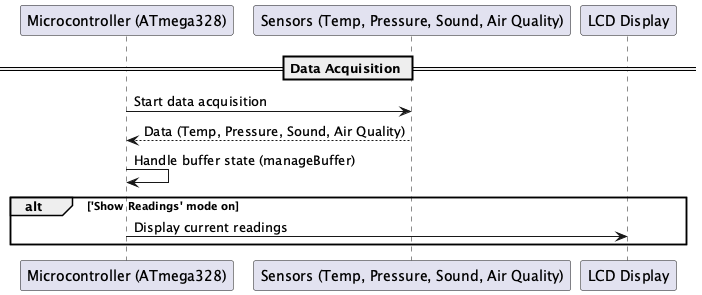 Microcontroller (ATmega328)
Sensors (Temp, Pressure, Sound, Air Quality)
LCD Display
Data Acquisition
Start data acquisition
Data (Temp, Pressure, Sound, Air Quality)
Handle buffer state (manageBuffer)
alt
['Show Readings' mode on]
Display current readings
Microcontroller (ATmega328)
Sensors (Temp, Pressure, Sound, Air Quality)
LCD Display